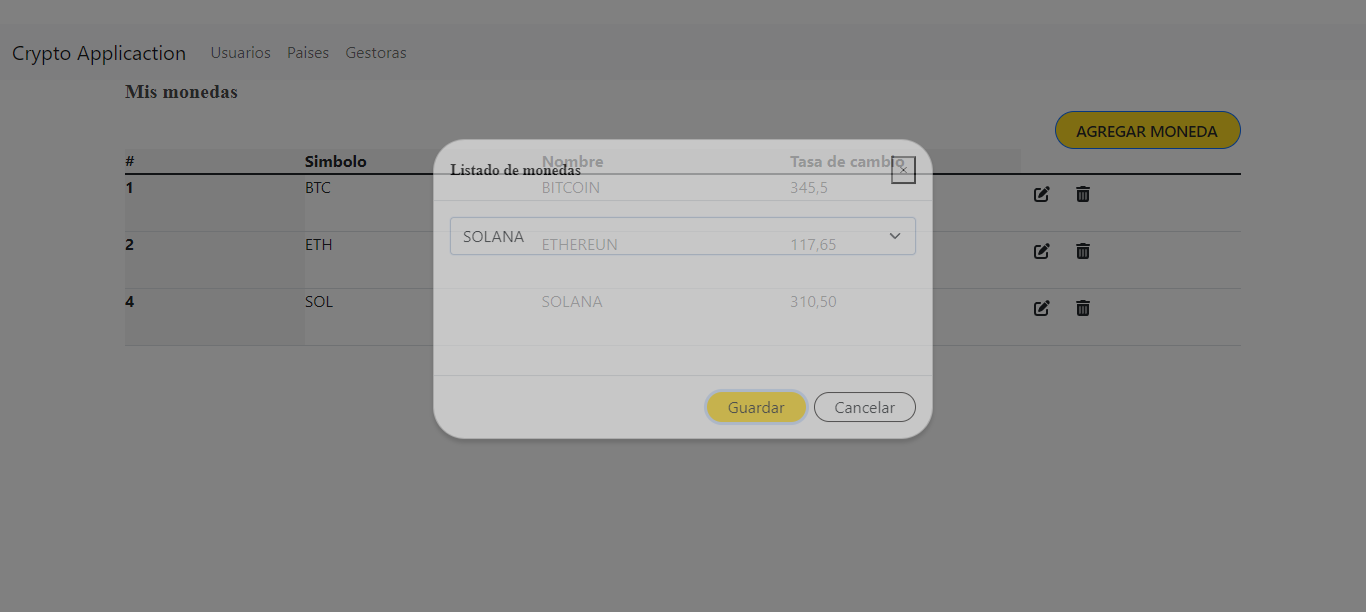 Crypto Applicaction Usuarios Paises Gestoras
Mis monedas
AGREGAR MONEDA
# Simbolo Nombre Tasa de cambio
1 BTC BITCOIN 345,5
2 ETH ETHEREUN 117,65
4 SOL SOLANA 310,50
Listado de monedas ×
SOLANA
Guardar Cancelar